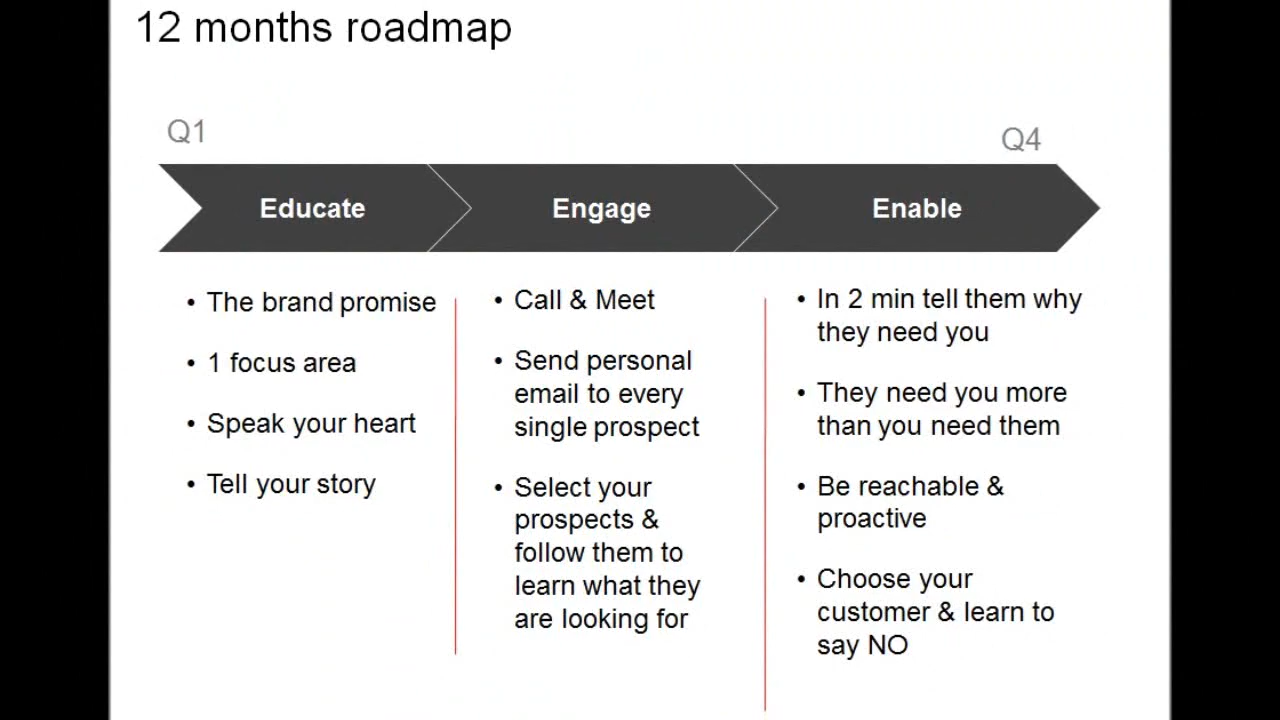 12 months roadmap
Q1
Q4
Educate
Engage
Enable
• The brand promise
• 1 focus area
• Speak your heart
• Tell your story
• Call & Meet
• Send personal
email to every
single prospect
• Select your
prospects &
follow them to
learn what they
are looking for
• In 2 min tell them why
they need you
• They need you more
than you need them
• Be reachable &
proactive
• Choose your
customer & learn to
say NO